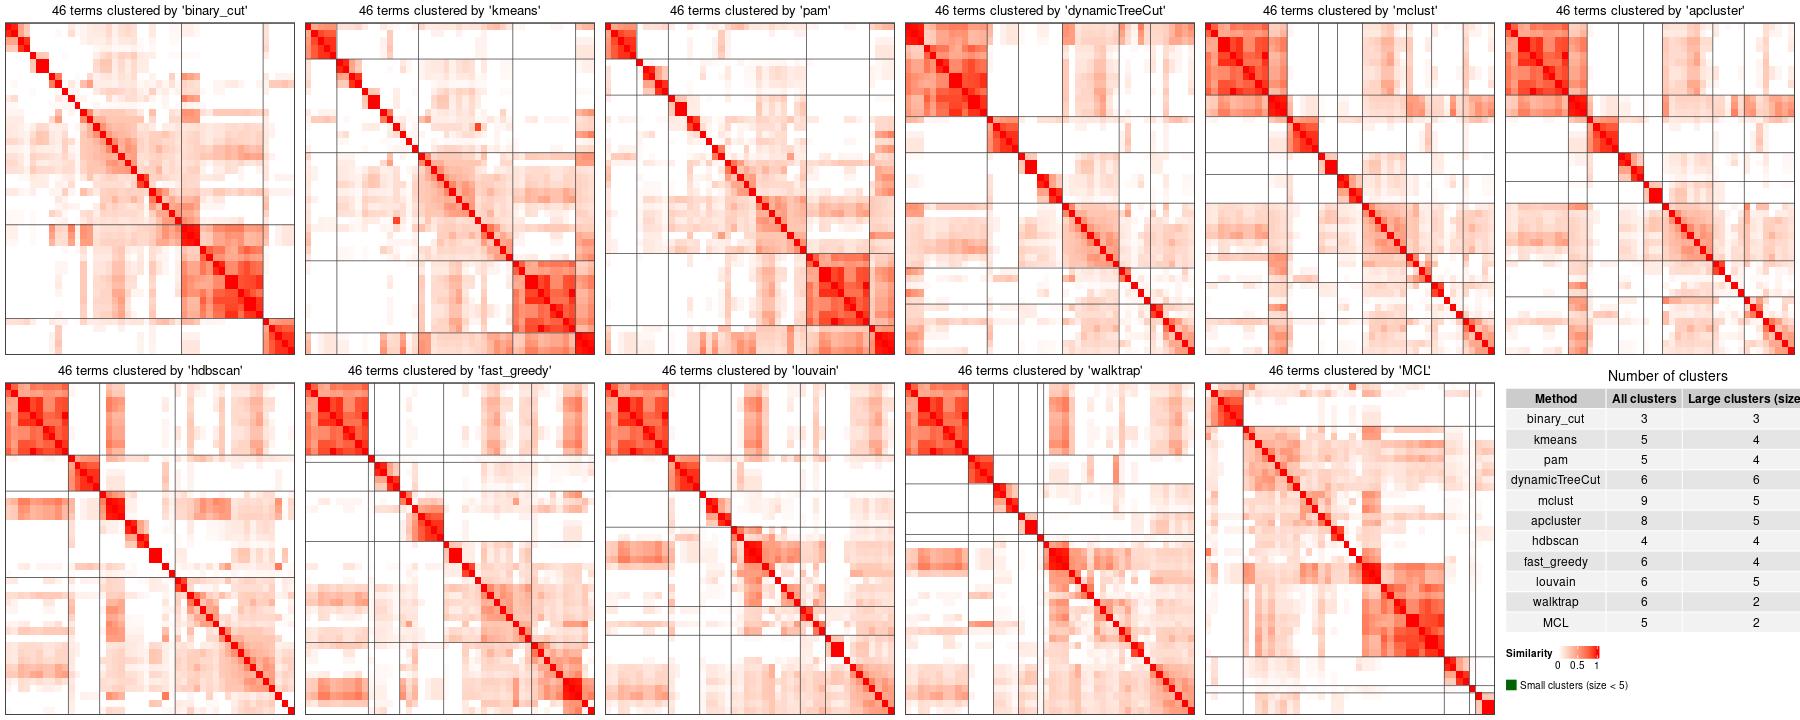 46 terms clustered by 'binary_cut'
46 terms clustered by 'kmeans'
46 terms clustered by 'pam'
46 terms clustered by 'dynamicTreeCut'
46 terms clustered by 'mclust'
46 terms clustered by 'apcluster'
46 terms clustered by 'hdbscan'
46 terms clustered by 'fast_greedy'
46 terms clustered by 'louvain'
46 terms clustered by 'walktrap'
46 terms clustered by 'MCL'
Number of clusters
Method All clusters Large clusters (size
binary_cut 3 3
kmeans 5 4
pam 5 4
dynamicTreeCut 6 6
mclust 9 5
apcluster 8 5
hdbscan 4 4
fast_greedy 6 4
louvain 6 5
walktrap 6 2
MCL 5 2
Similarity
0 0.5 1
Small clusters (size < 5)